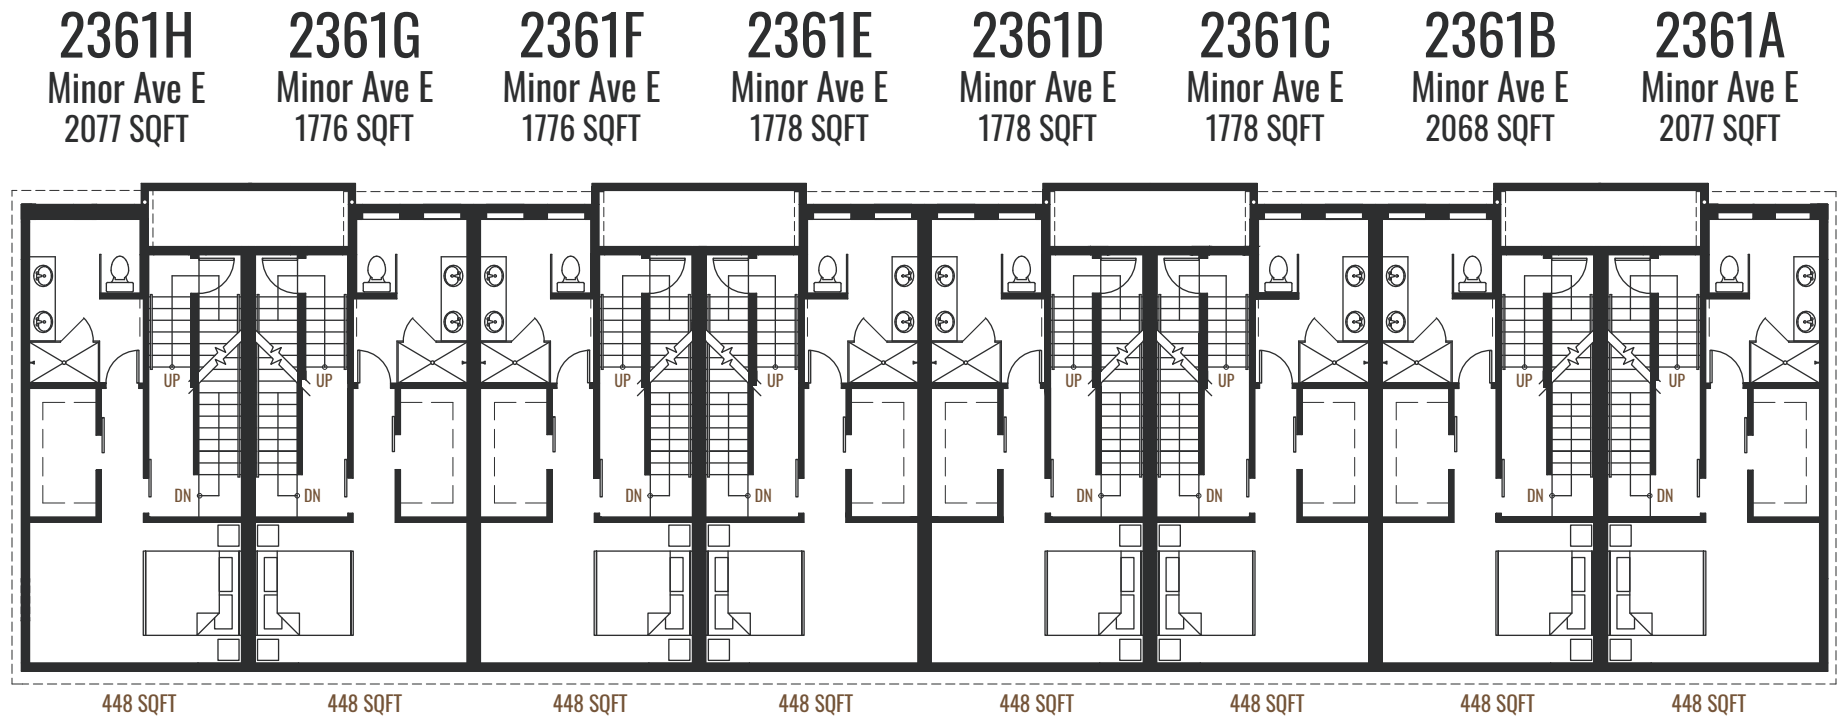 2361H 2361G 2361F 2361E 2361D 2361C 2361B 2361A
Minor Ave E Minor Ave E Minor Ave E Minor Ave E Minor Ave E Minor Ave E Minor Ave E Minor Ave E
2077 SQFT 1776 SQFT 1776 SQFT 1778 SQFT 1778 SQFT 1778 SQFT 2068 SQFT 2077 SQFT
UP UP UP UP UP UP UP UP
DN DN DN DN DN DN DN DN
448 SQFT 448 SQFT 448 SQFT 448 SQFT 448 SQFT 448 SQFT 448 SQFT 448 SQFT